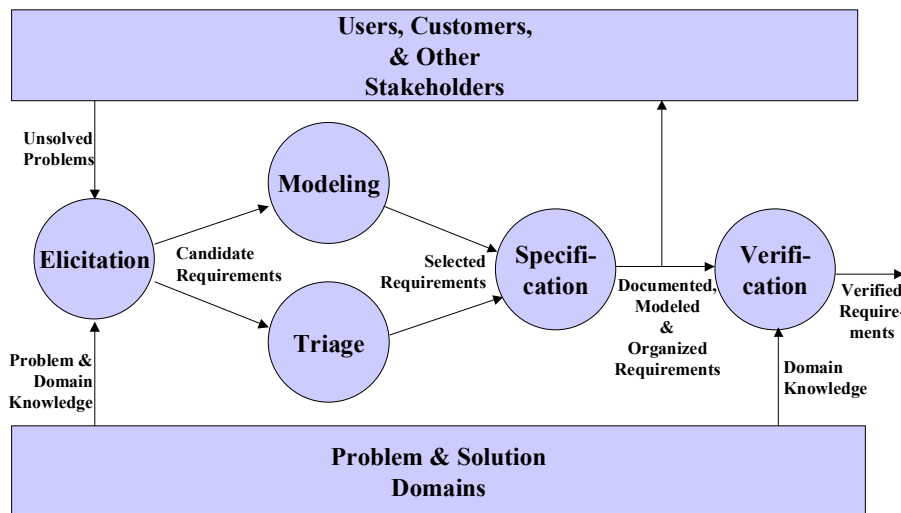 Users, Customers,
& Other
Stakeholders
Unsolved
Problems
Modeling
Elicitation
Candidate
Requirements
Selected
Requirements
Specifi-
cation
Verifi-
cation
Documented,
Modeled
&
Organized
Requirements
Verified
Require-
ments
Triage
Problem &
Domain
Knowledge
Domain
Knowledge
Problem & Solution
Domains